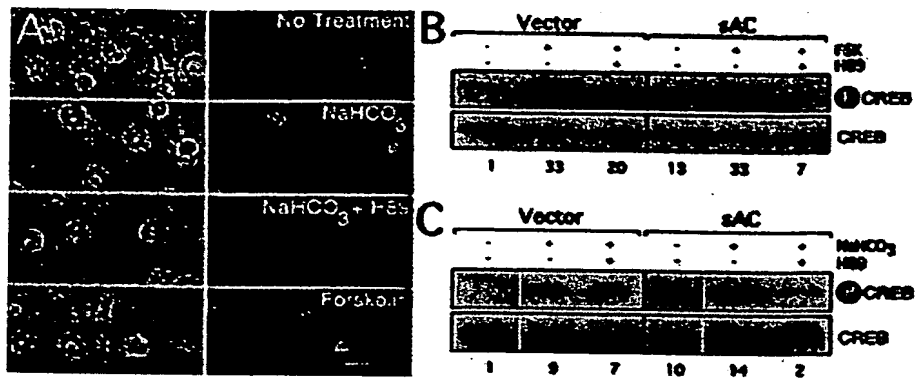 A
No Treatment
NaHCO3
NaHCO3 + H89
Forskolin
B
Vector sAC
- + + - + + FSK
- - + - - + H89
P CREB
CREB
1 33 20 13 33 7
C
Vector sAC
- + + - + + NaHCO3
- - + - - + H89
P CREB
CREB
1 9 7 10 14 2